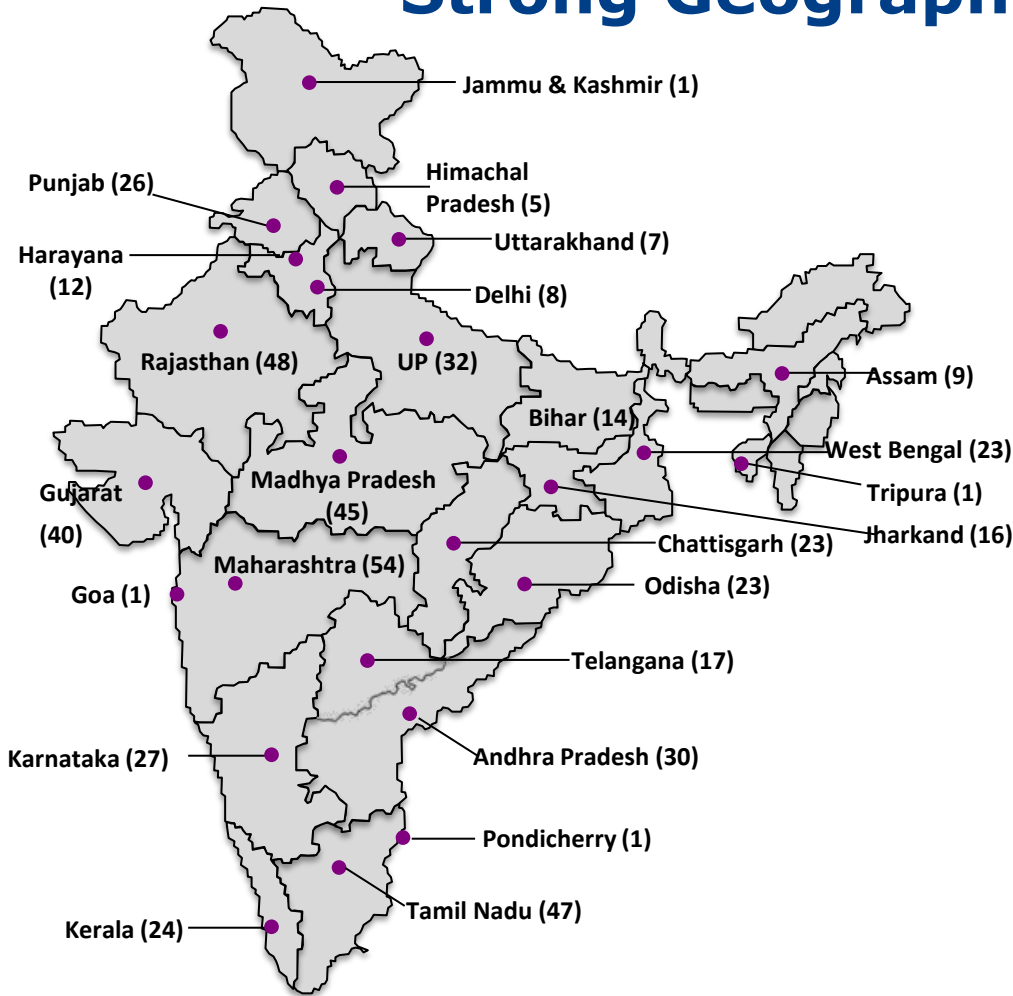 Strong Geograph
Jammu & Kashmir (1)
Himachal
Pradesh (5)
Punjab (26)
Uttarakhand (7)
Harayana
(12)
Delhi (8)
Rajasthan (48)
UP (32)
Assam (9)
Bihar (14)
West Bengal (23)
Madhya Pradesh
(45)
Gujarat
(40)
Tripura (1)
Jharkand (16)
Chattisgarh (23)
Maharashtra (54)
Odisha (23)
Goa (1)
Telangana (17)
Karnataka (27)
Andhra Pradesh (30)
Pondicherry (1)
Tamil Nadu (47)
Kerala (24)